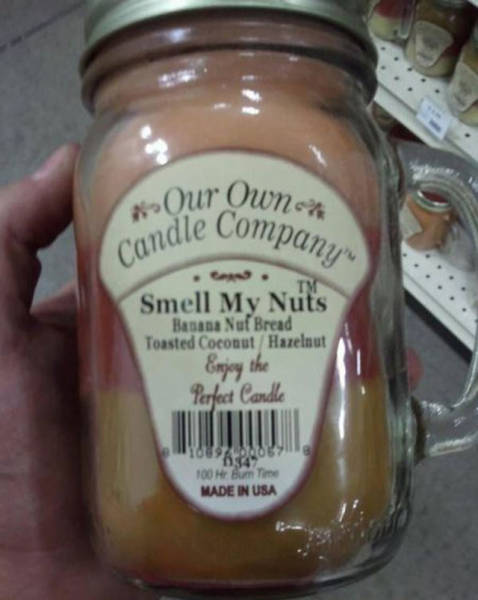 Our Own
Candle Company™
Smell My Nuts™
Banana Nut Bread
Toasted Coconut / Hazelnut
Enjoy the
Perfect Candle
D347
100 Hr. Burn Time
MADE IN USA